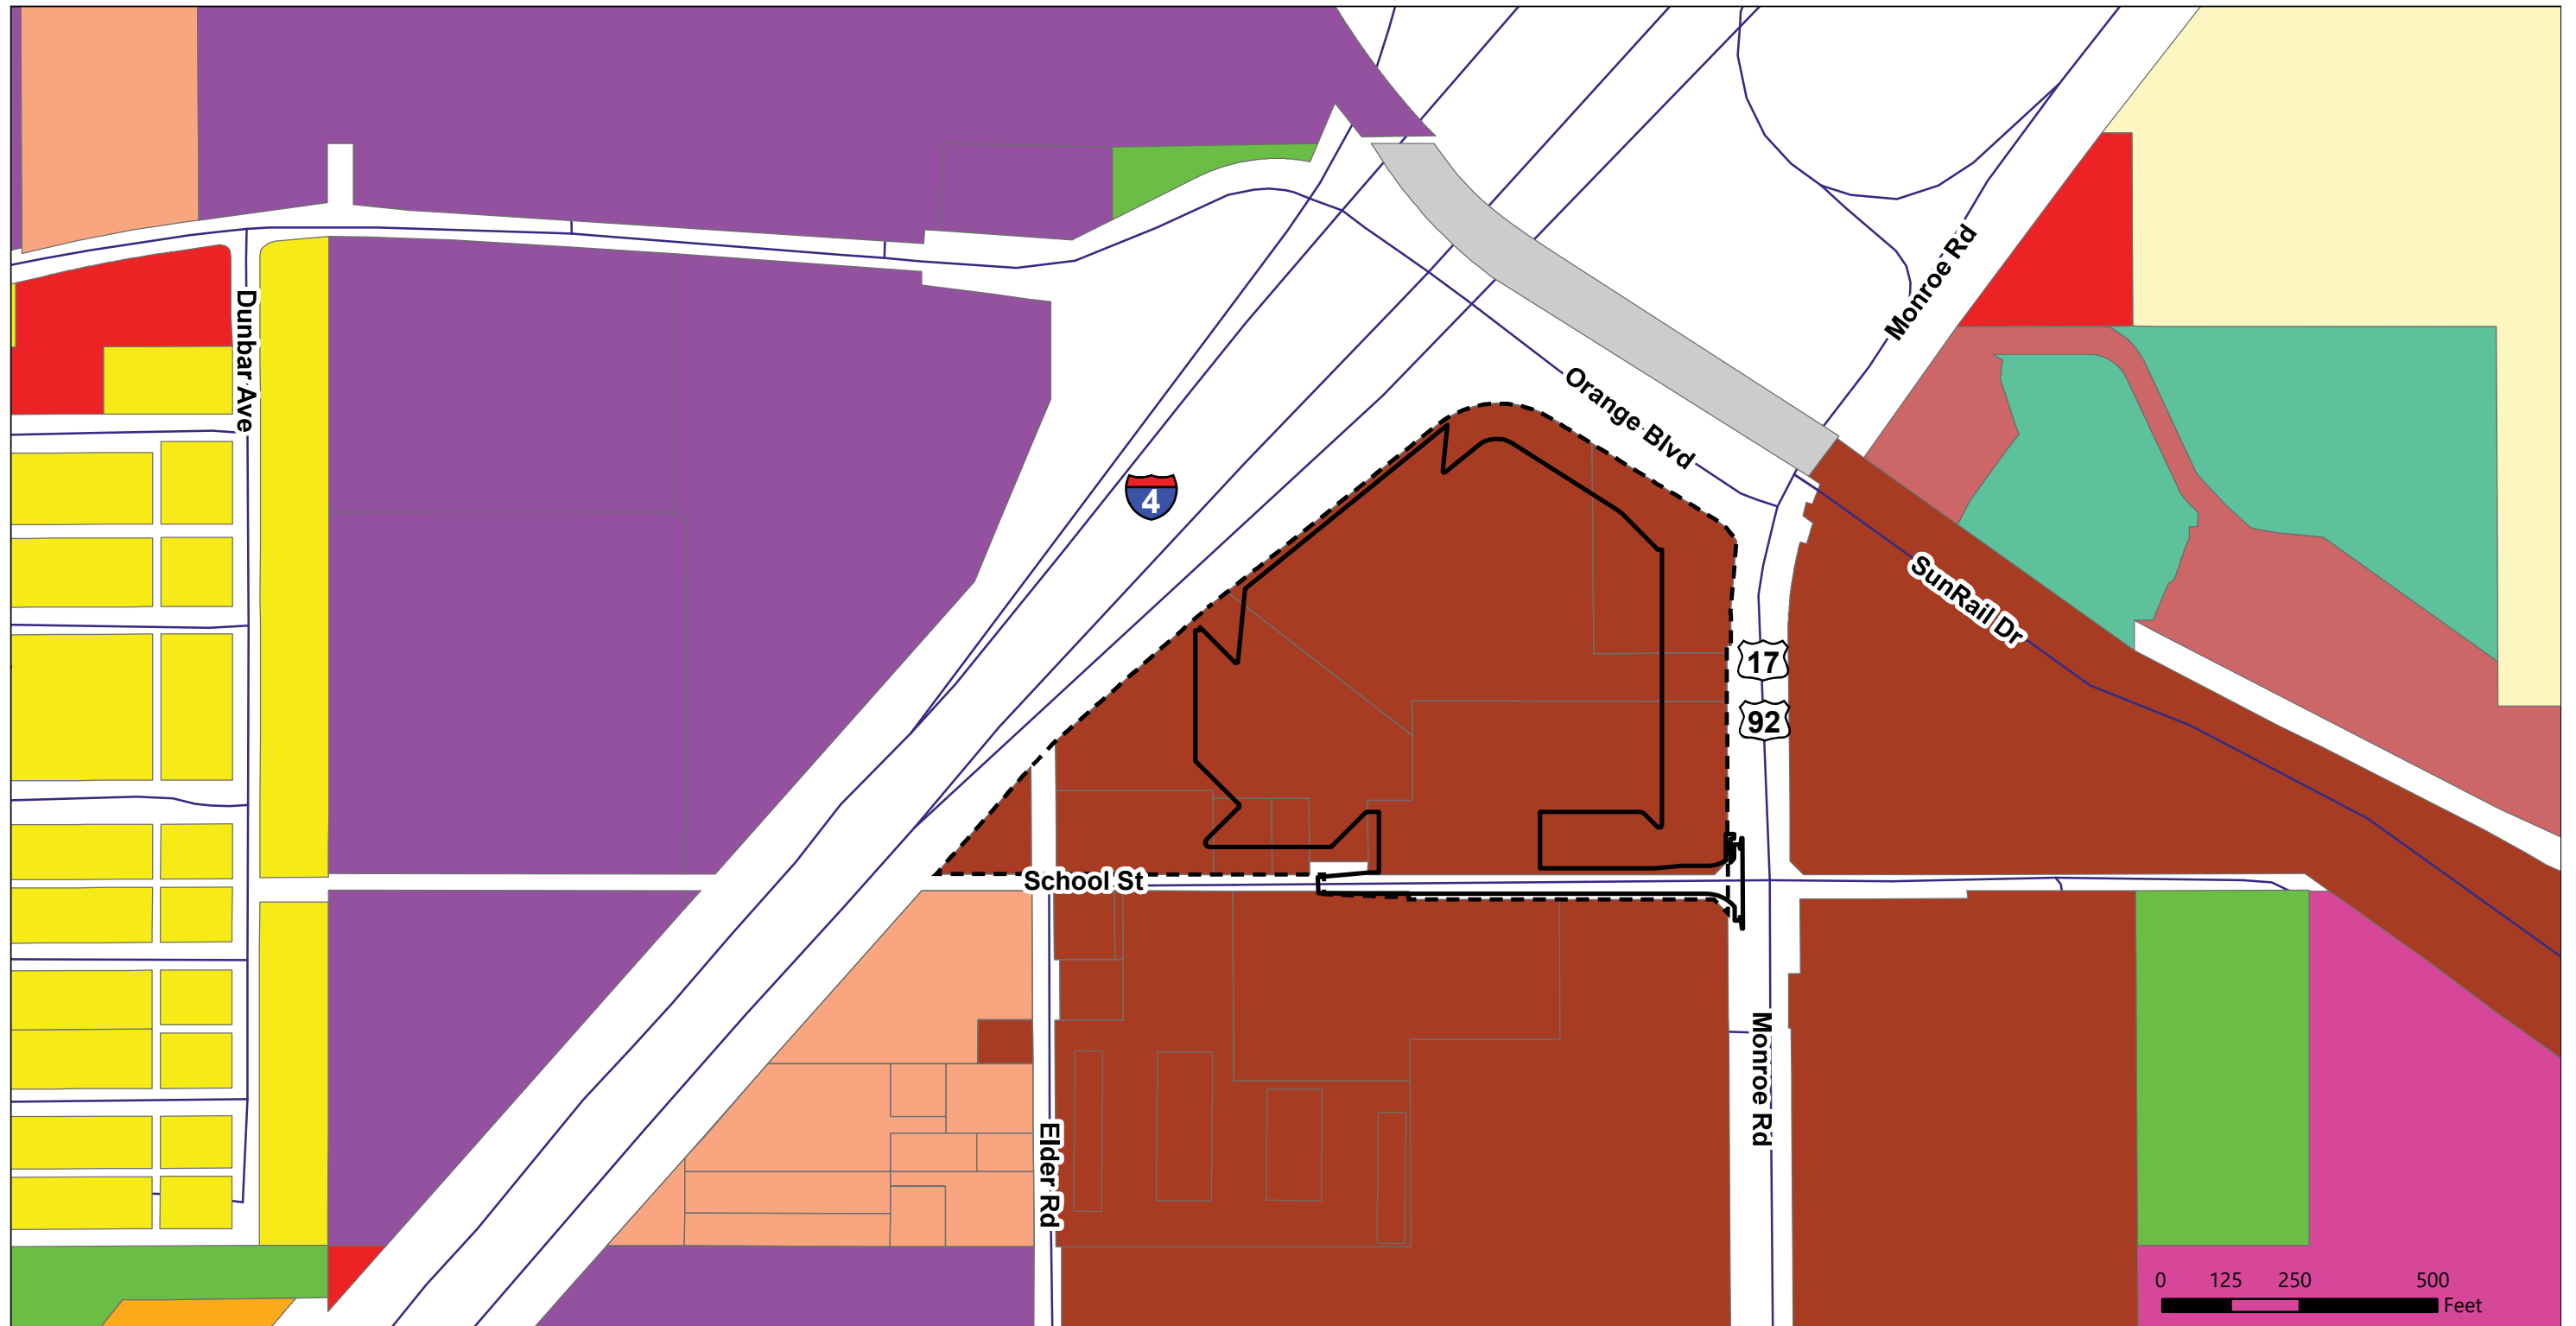 Monroe Rd
Dunbar Ave
Orange Blvd
4
SunRail Dr
17
92
School St
Monroe Rd
Elder Rd
0 125 250 500
Feet